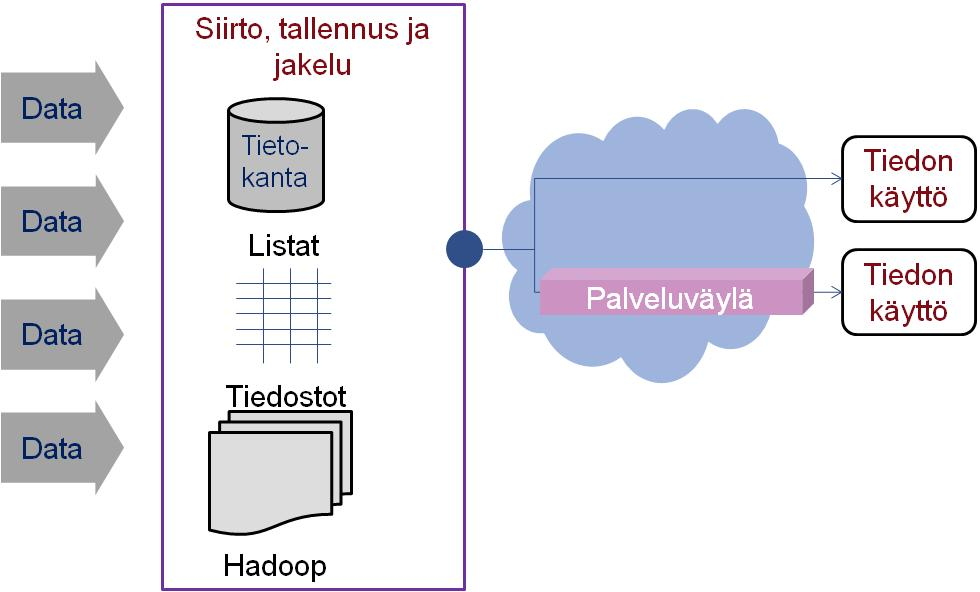 Data
Data
Data
Data
Siirto, tallennus ja
jakelu
Tieto-
kanta
Listat
Tiedostot
Hadoop
Palveluväylä
Tiedon
käyttö
Tiedon
käyttö